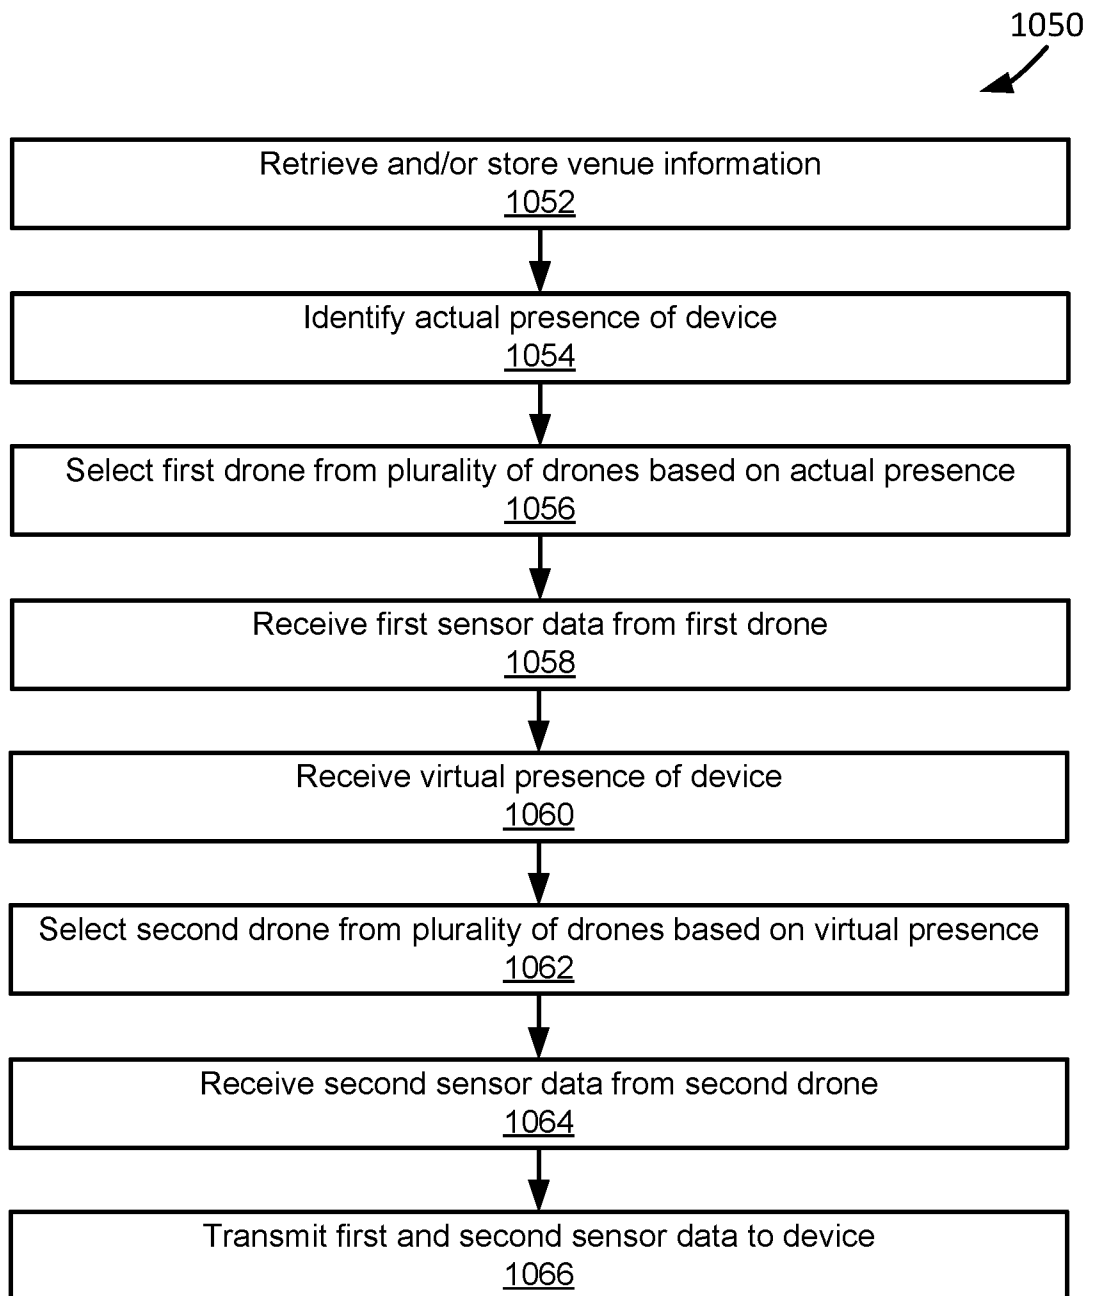 1050
Retrieve and/or store venue information
1052
Identify actual presence of device
1054
Select first drone from plurality of drones based on actual presence
1056
Receive first sensor data from first drone
1058
Receive virtual presence of device
1060
Select second drone from plurality of drones based on virtual presence
1062
Receive second sensor data from second drone
1064
Transmit first and second sensor data to device
1066